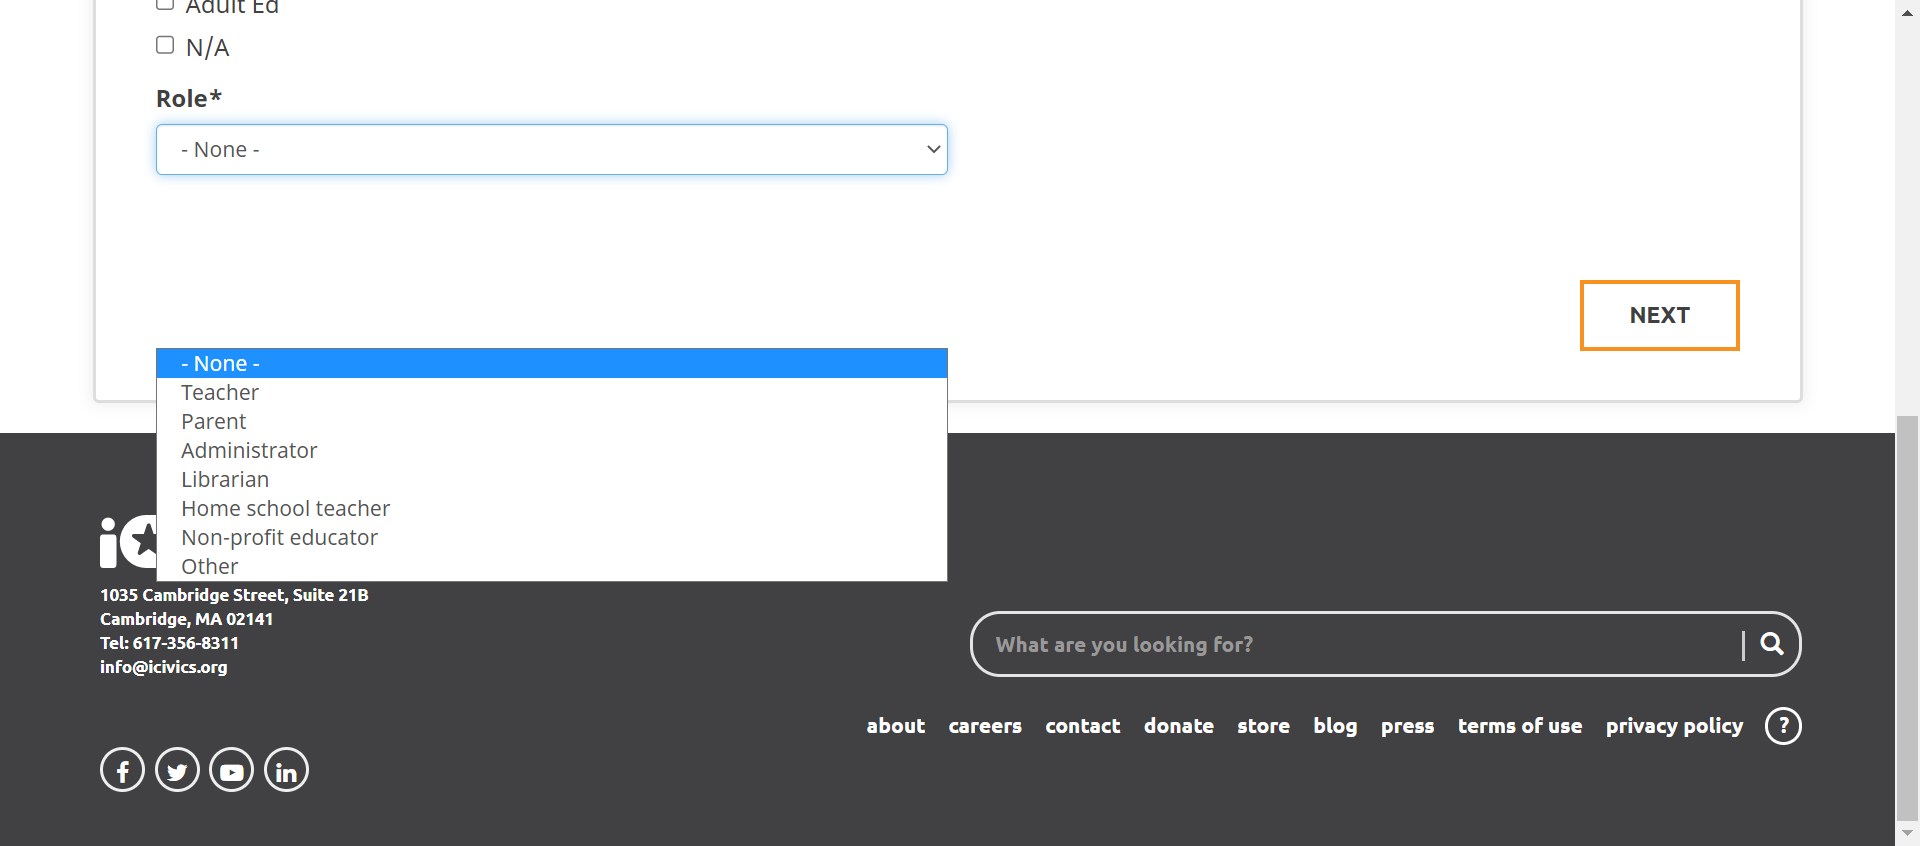 Adult Ed
N/A
Role*
- None -
NEXT
- None -
Teacher
Parent
Administrator
Librarian
Home school teacher
Non-profit educator
Other
1035 Cambridge Street, Suite 21B
Cambridge, MA 02141
Tel: 617-356-8311
info@icivics.org
What are you looking for?
about careers contact donate store blog press terms of use privacy policy ?